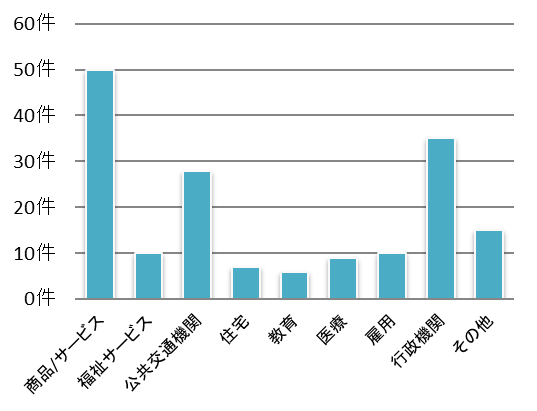 60件
50件
40件
30件
20件
10件
0件
商品/サービス
福祉サービス
公共交通機関
住宅
教育
医療
雇用
行政機関
その他